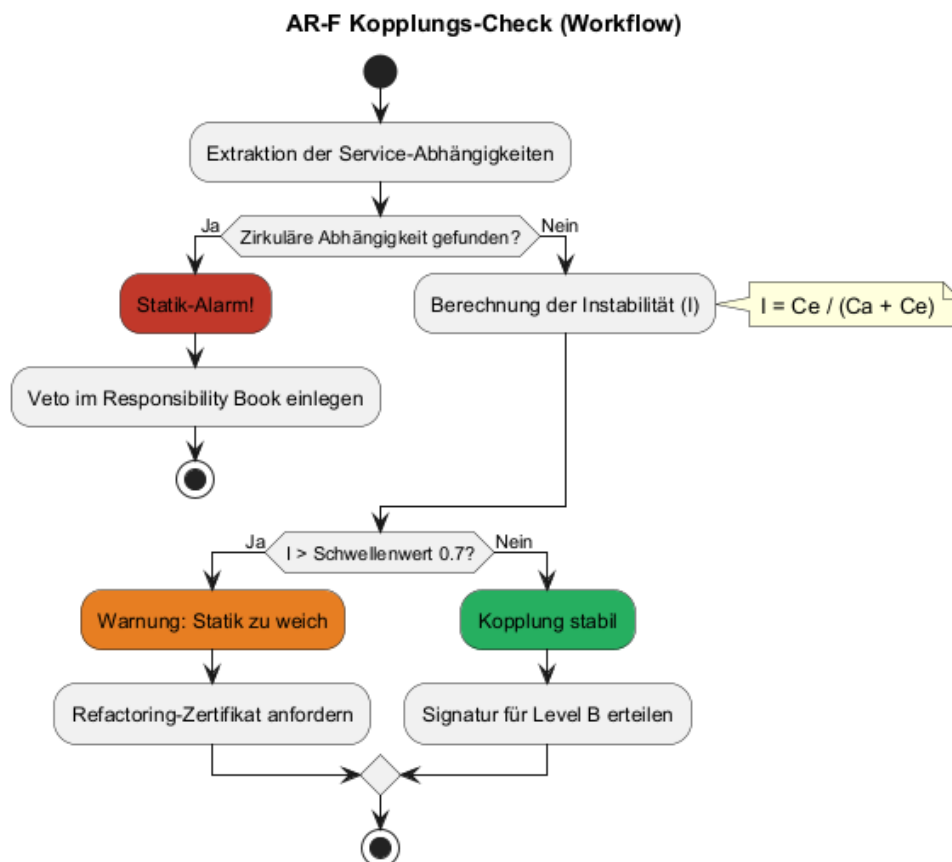 AR-F Kopplungs-Check (Workflow)
Extraktion der Service-Abhängigkeiten
Ja
Zirkuläre Abhängigkeit gefunden?
Nein
Statik-Alarm!
Berechnung der Instabilität (I)
I = Ce / (Ca + Ce)
Veto im Responsibility Book einlegen
Ja
I > Schwellenwert 0.7?
Nein
Warnung: Statik zu weich
Kopplung stabil
Refactoring-Zertifikat anfordern
Signatur für Level B erteilen